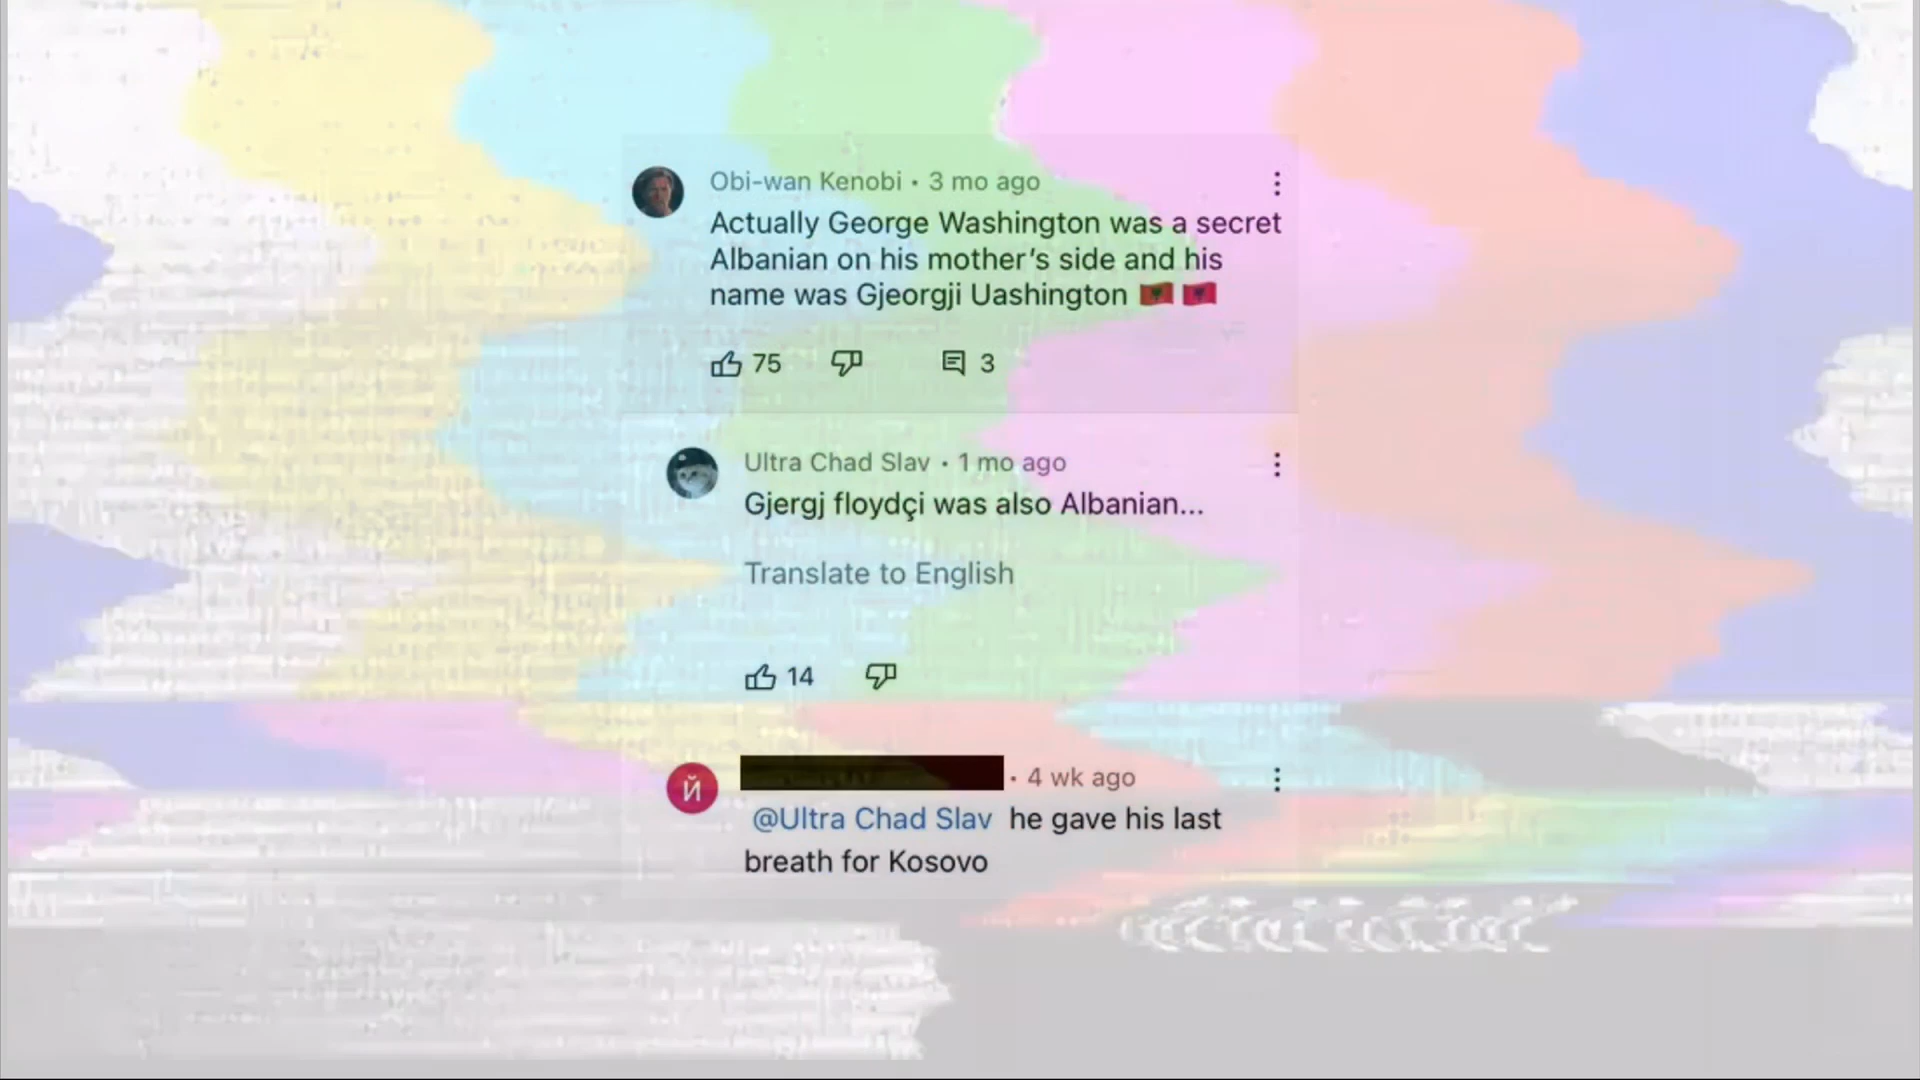 Obi-wan Kenobi • 3 mo ago
Actually George Washington was a secret
Albanian on his mother's side and his
name was Gjeorgji Uashington 🇦🇱 🇦🇱
75 3
Ultra Chad Slav • 1 mo ago
Gjergj floydçi was also Albanian...
Translate to English
14
Й
• 4 wk ago
@Ultra Chad Slav he gave his last
breath for Kosovo